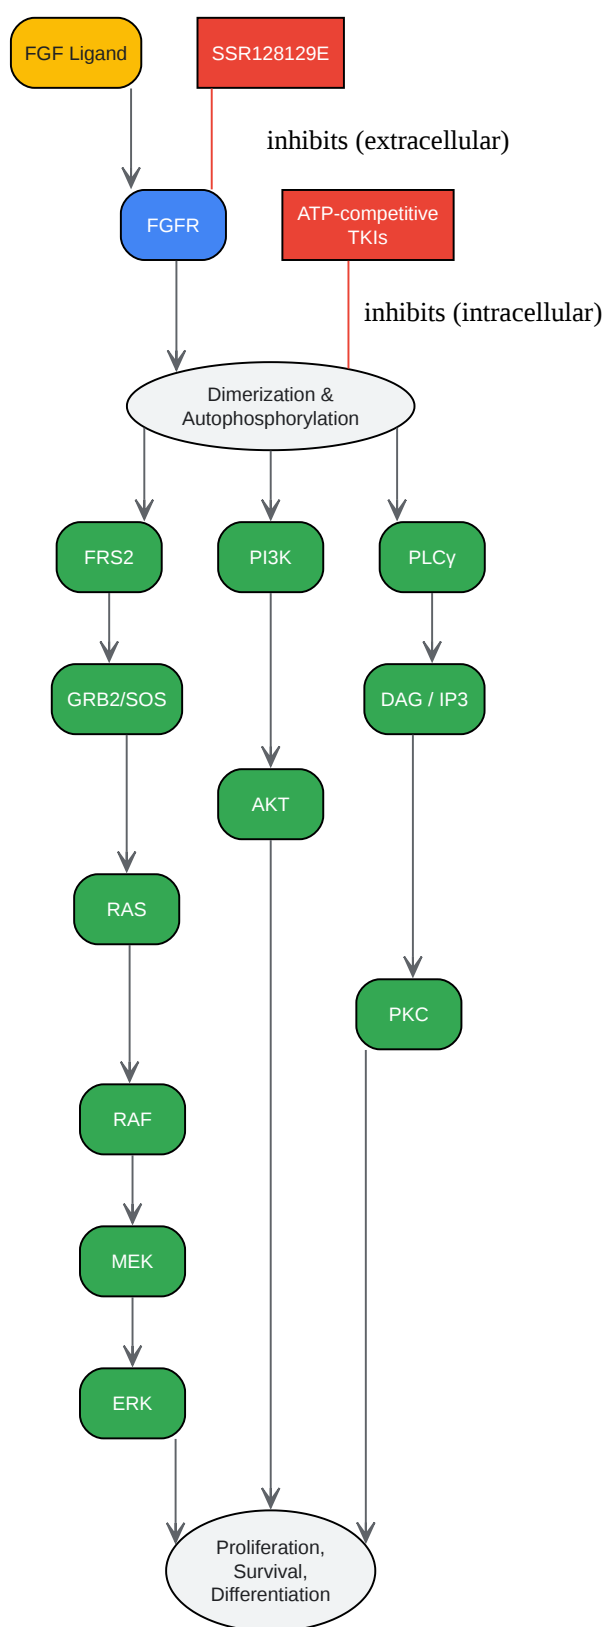 FGF Ligand
SSR128129E
inhibits (extracellular)
FGFR
ATP-competitive
TKIs
inhibits (intracellular)
Dimerization &
Autophosphorylation
FRS2
PI3K
PLCγ
GRB2/SOS
DAG / IP3
AKT
RAS
PKC
RAF
MEK
ERK
Proliferation,
Survival,
Differentiation